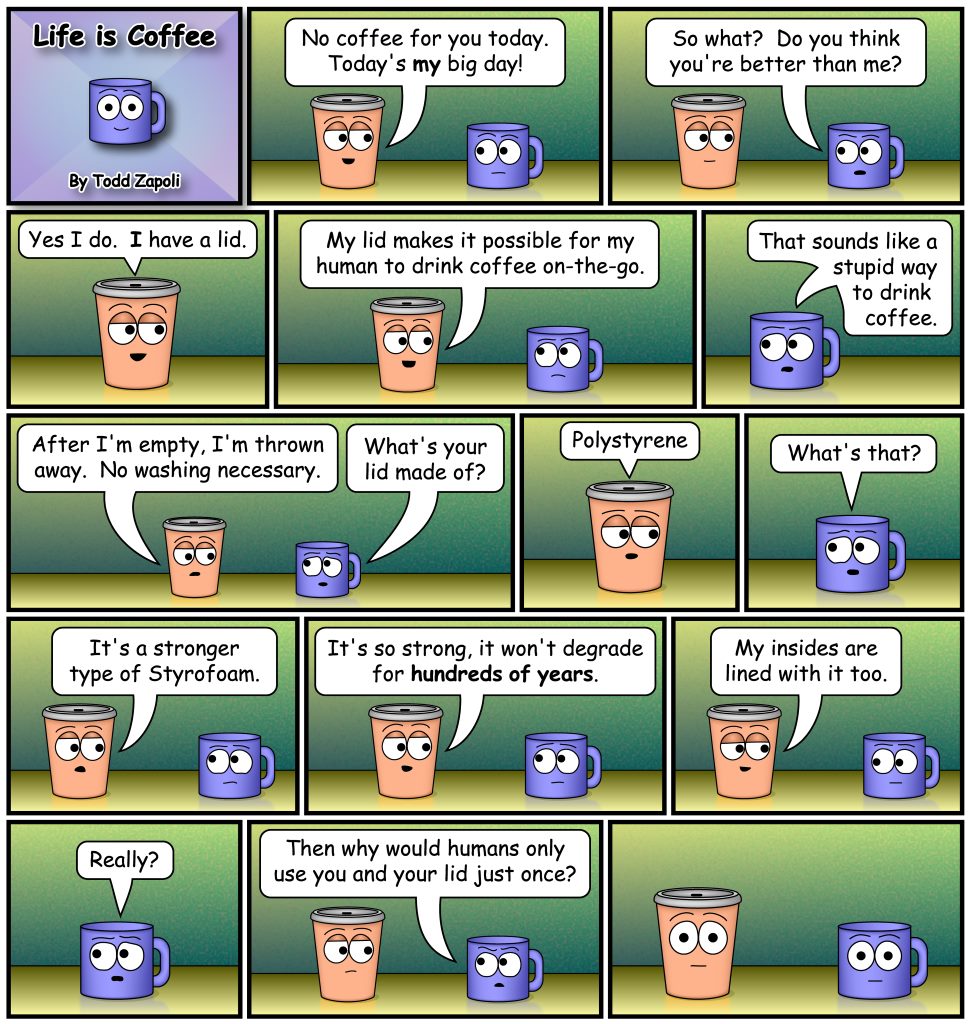 Life is Coffee
By Todd Zapoli
No coffee for you today.
Today's my big day!
So what? Do you think
you're better than me?
Yes I do. I have a lid.
My lid makes it possible for my
human to drink coffee on-the-go.
That sounds like a
stupid way
to drink
coffee.
After I'm empty, I'm thrown
away. No washing necessary.
What's your
lid made of?
Polystyrene
What's that?
It's a stronger
type of Styrofoam.
It's so strong, it won't degrade
for hundreds of years.
My insides are
lined with it too.
Really?
Then why would humans only
use you and your lid just once?